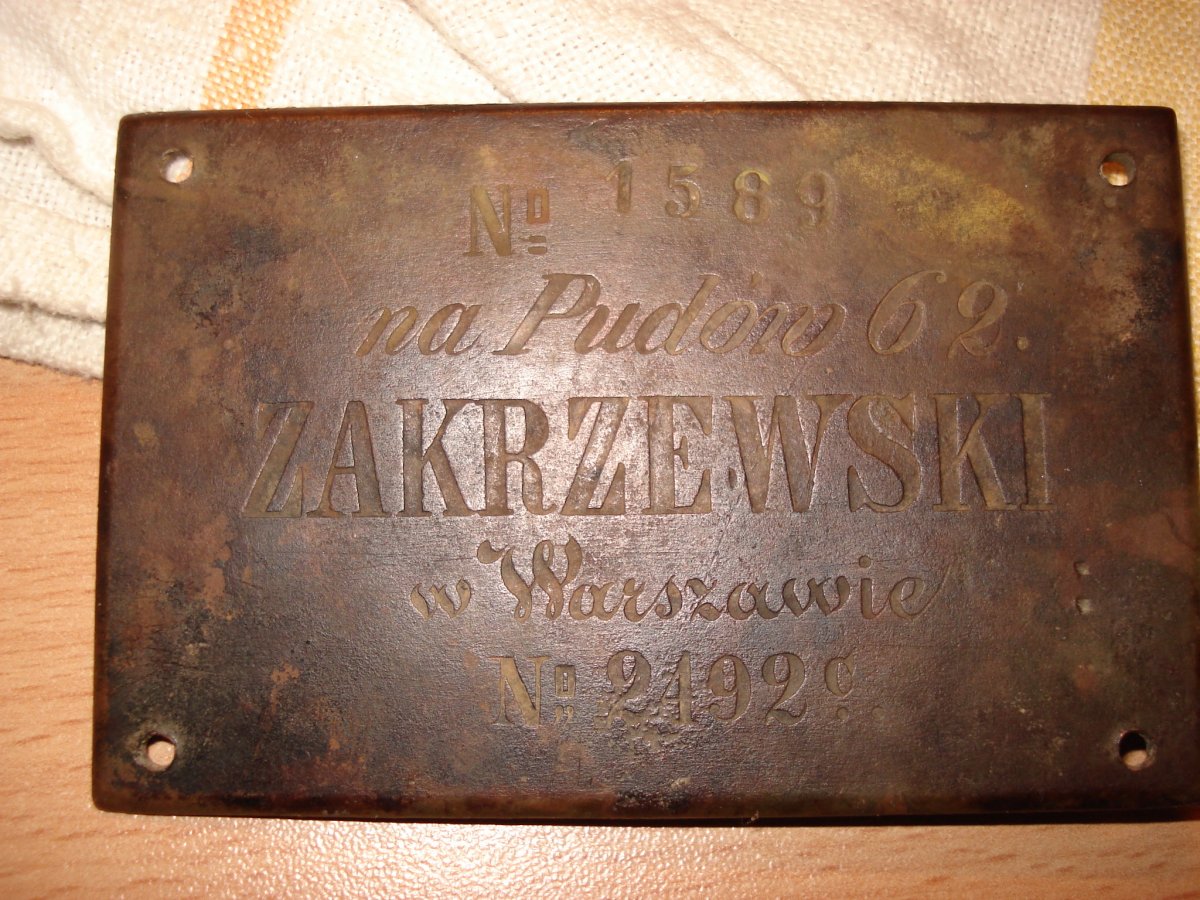 No 1589
na Pudów 62.
ZAKRZEWSKI
w Warszawie
No 2492 c.